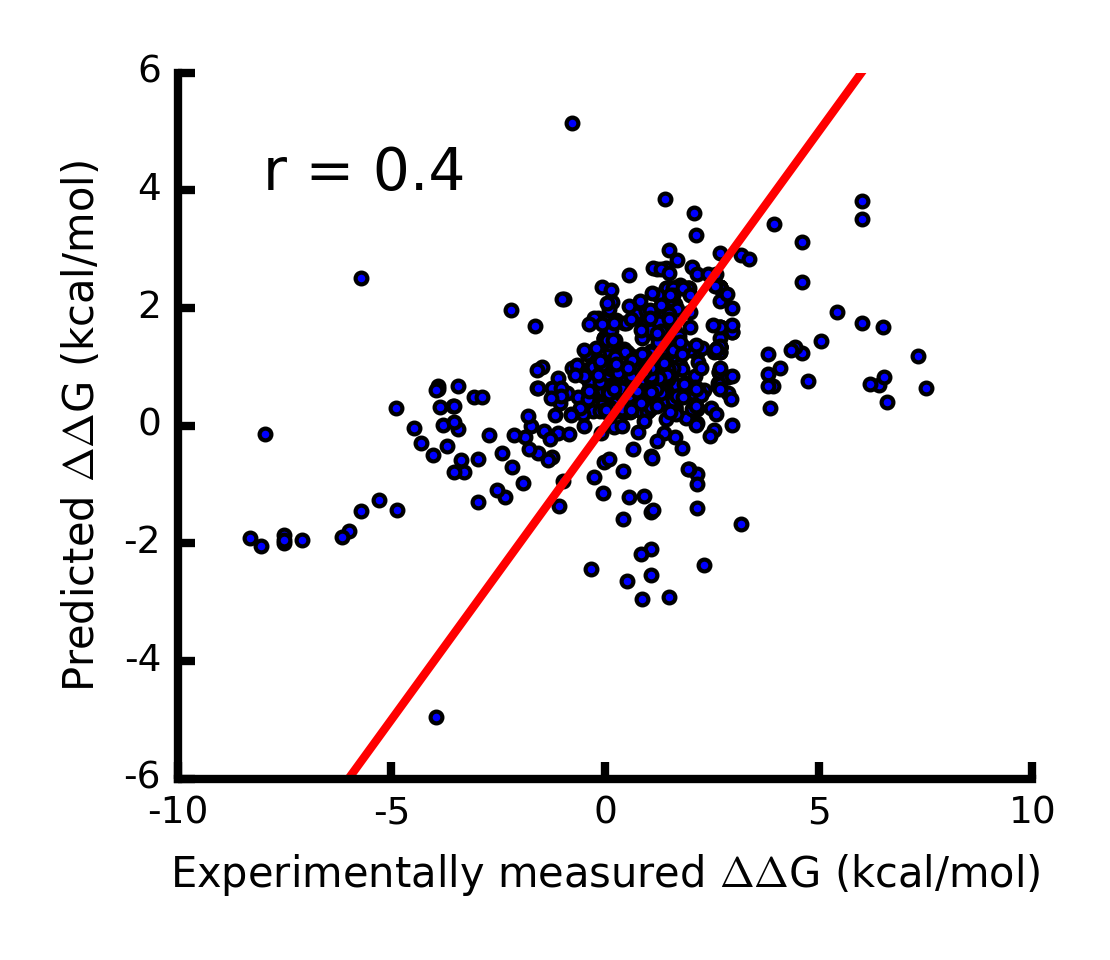 6
4
2
0
-2
-4
-6
r = 0.4
Predicted ΔΔG (kcal/mol)
-10 -5 0 5 10
Experimentally measured ΔΔG (kcal/mol)